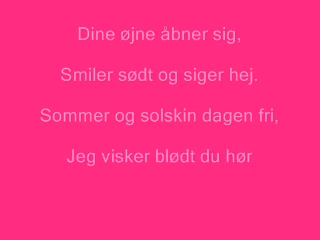 Dine øjne åbner sig,
Smiler sødt og siger hej.
Sommer og solskin dagen fri,
Jeg visker blødt du hør